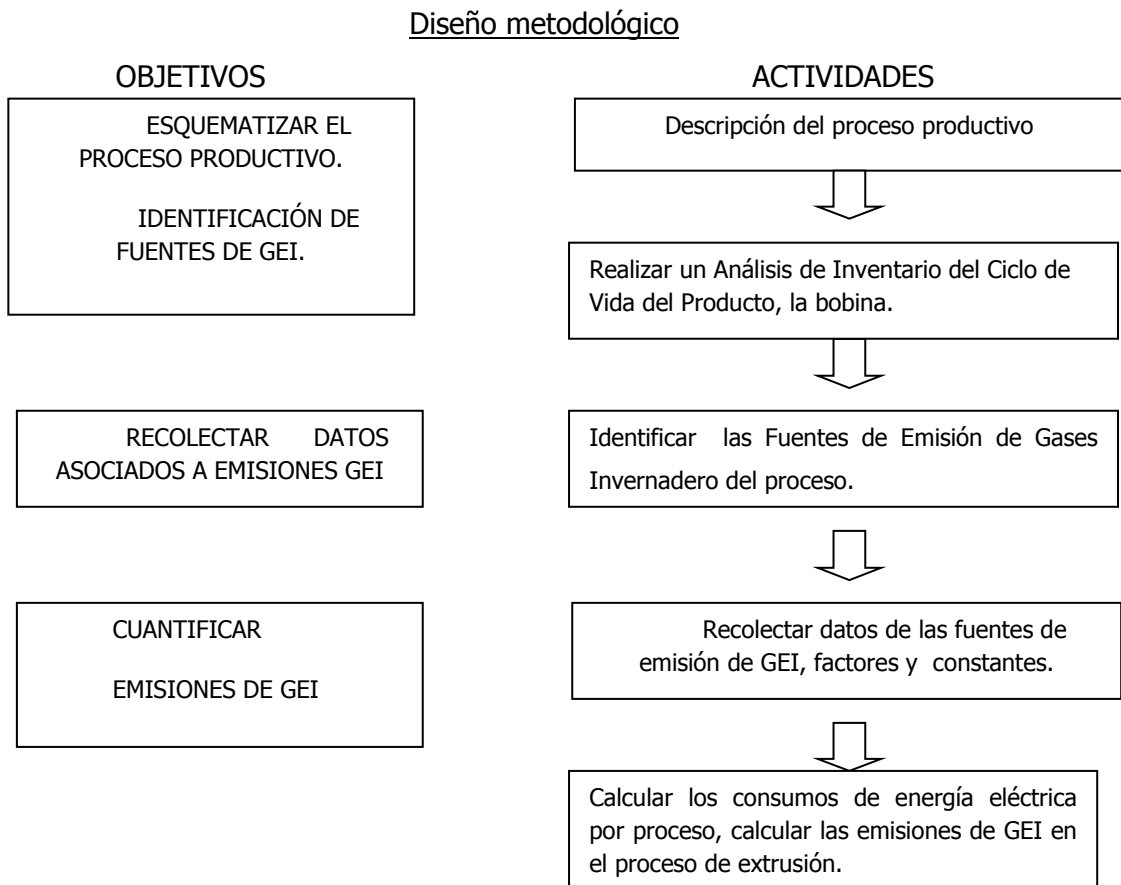 Diseño metodológico
OBJETIVOS
ACTIVIDADES
ESQUEMATIZAR EL
PROCESO PRODUCTIVO.
IDENTIFICACIÓN DE
FUENTES DE GEI.
Descripción del proceso productivo
Realizar un Análisis de Inventario del Ciclo de
Vida del Producto, la bobina.
RECOLECTAR DATOS
ASOCIADOS A EMISIONES GEI
Identificar las Fuentes de Emisión de Gases
Invernadero del proceso.
CUANTIFICAR
EMISIONES DE GEI
Recolectar datos de las fuentes de
emisión de GEI, factores y constantes.
Calcular los consumos de energía eléctrica
por proceso, calcular las emisiones de GEI en
el proceso de extrusión.